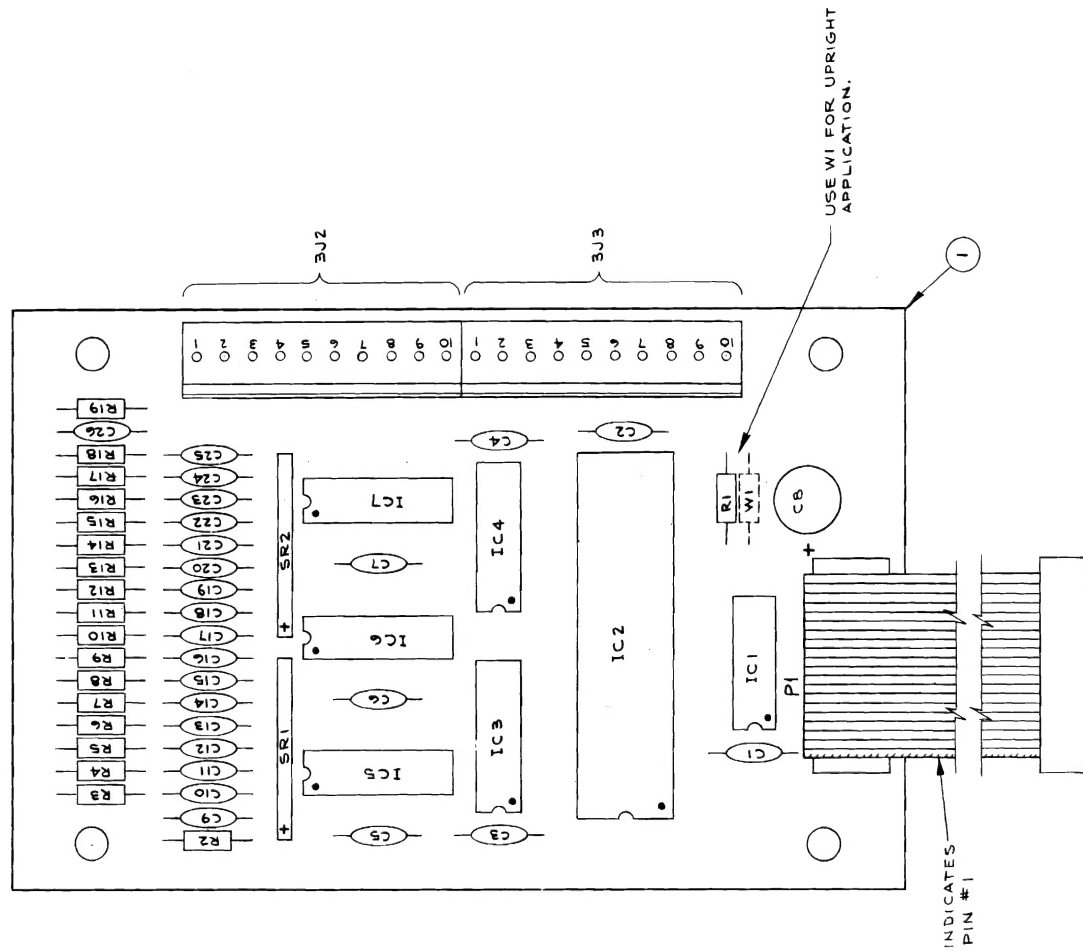 USE W1 FOR UPRIGHT
APPLICATION.
3J2
3J3
1
1
2
3
4
5
6
7
8
9
10
1
2
3
4
5
6
7
8
9
10
R19
C26
R18
R17
R16
R15
R14
R13
R12
R11
R10
R9
R8
R7
R6
R5
R4
R3
C25
C24
C23
C22
C21
C20
C19
C18
C17
C16
C15
C14
C13
C12
C11
C10
C9
R2
SR2
+
SR1
+
IC7
C7
IC6
C6
IC5
C5
C4
IC4
IC3
C3
C2
IC2
R1
W1
C8
+
IC1
P1
C1
INDICATES
PIN #1